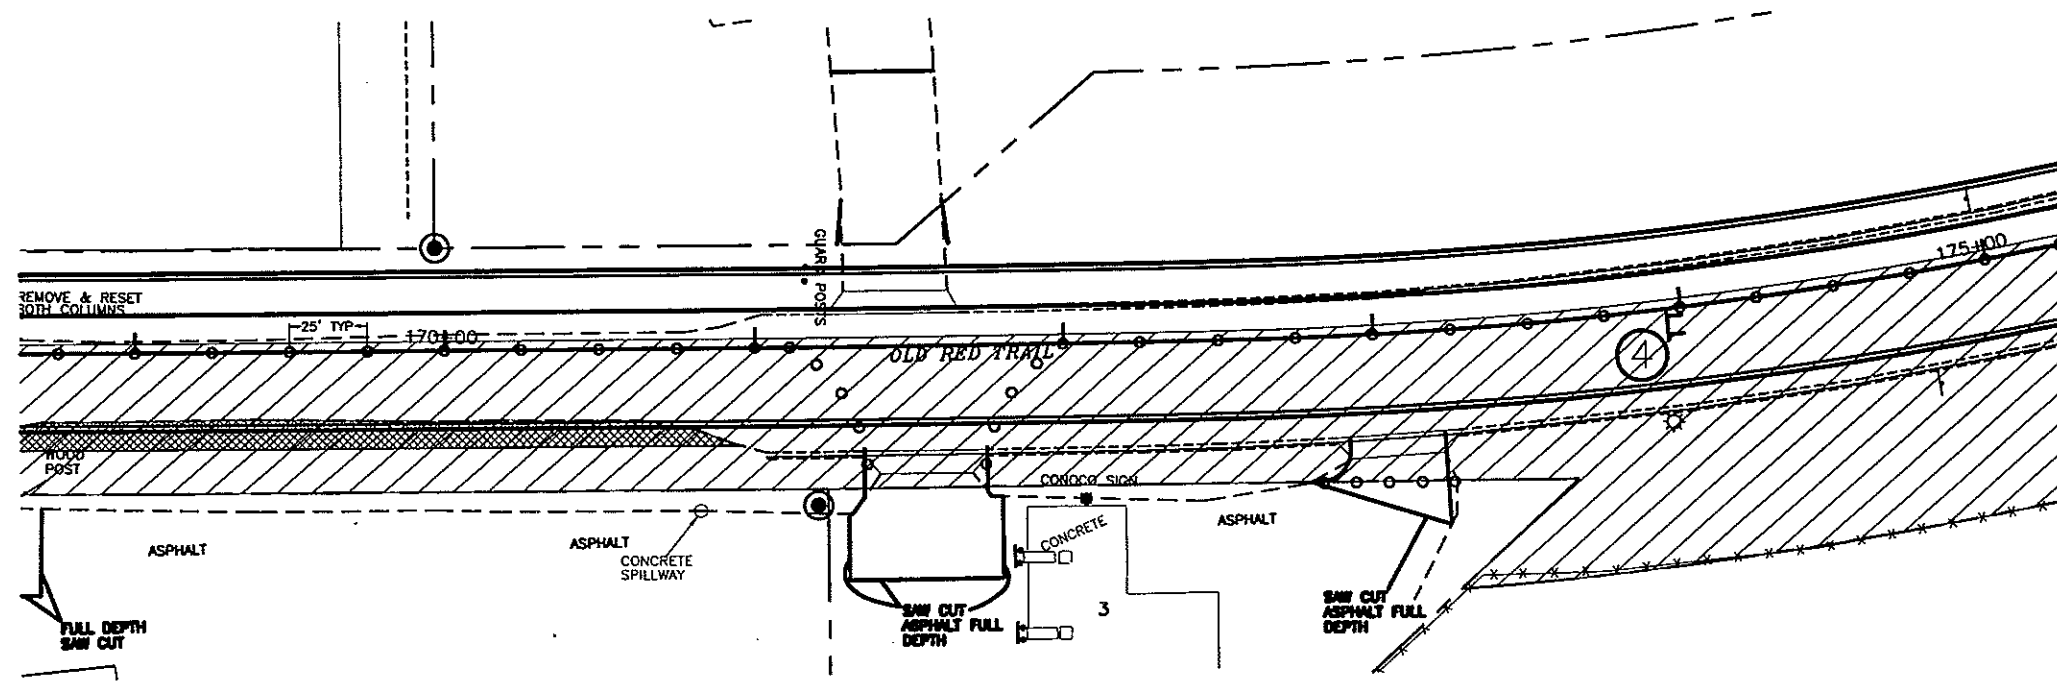 GUARD POSTS
REMOVE & RESET
BOTH COLUMNS
25' TYP
170+00
175+00
OLD RED TRAIL
4
WOOD
POST
CONOCO SIGN
ASPHALT
ASPHALT
ASPHALT
CONCRETE
SPILLWAY
CONCRETE
3
FULL DEPTH
SAW CUT
SAW CUT
ASPHALT FULL
DEPTH
SAW CUT
ASPHALT FULL
DEPTH